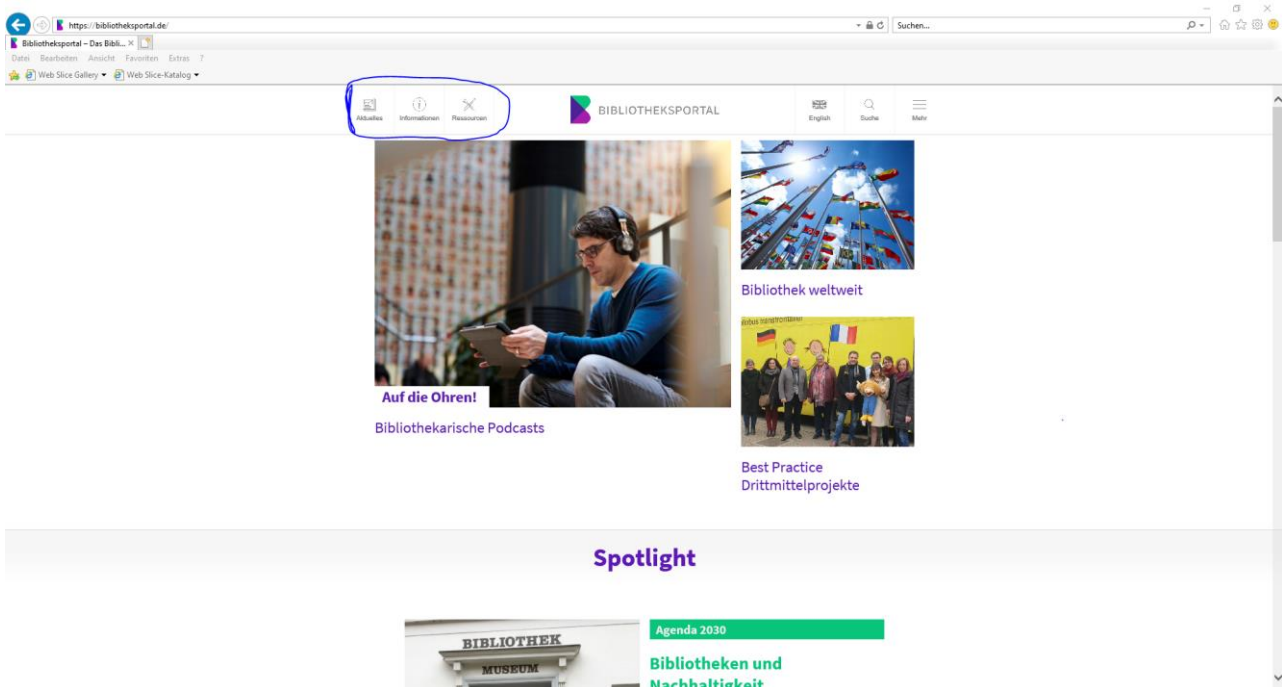 https://bibliotheksportal.de/
Suchen...
Bibliotheksportal – Das Bibli...
Datei Bearbeiten Ansicht Favoriten Extras ?
Web Slice Gallery Web Slice-Katalog
Aktuelles Informationen Ressourcen
BIBLIOTHEKSPORTAL
English Suche Mehr
Auf die Ohren!
Bibliothekarische Podcasts
Bibliothek weltweit
Best Practice
Drittmittelprojekte
Spotlight
BIBLIOTHEK
MUSEUM
Agenda 2030
Bibliotheken und
Nachhaltigkeit